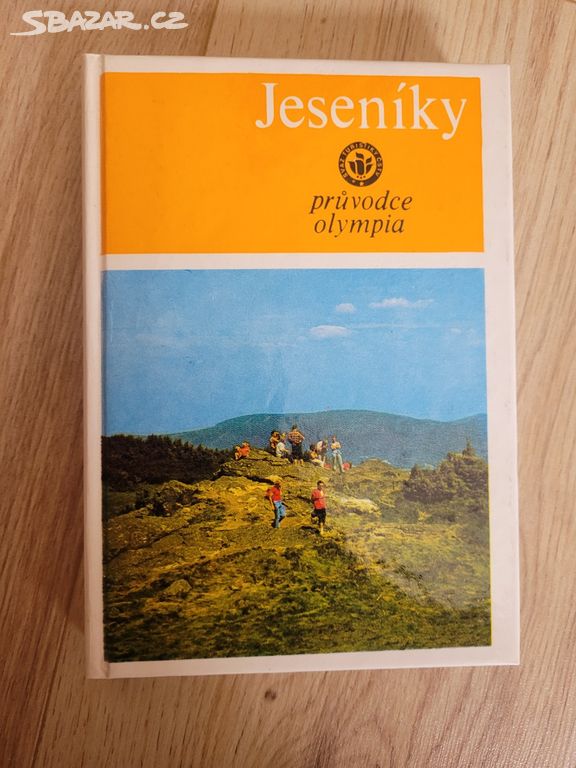 SBAZAR.CZ
Jeseníky
průvodce
olympia